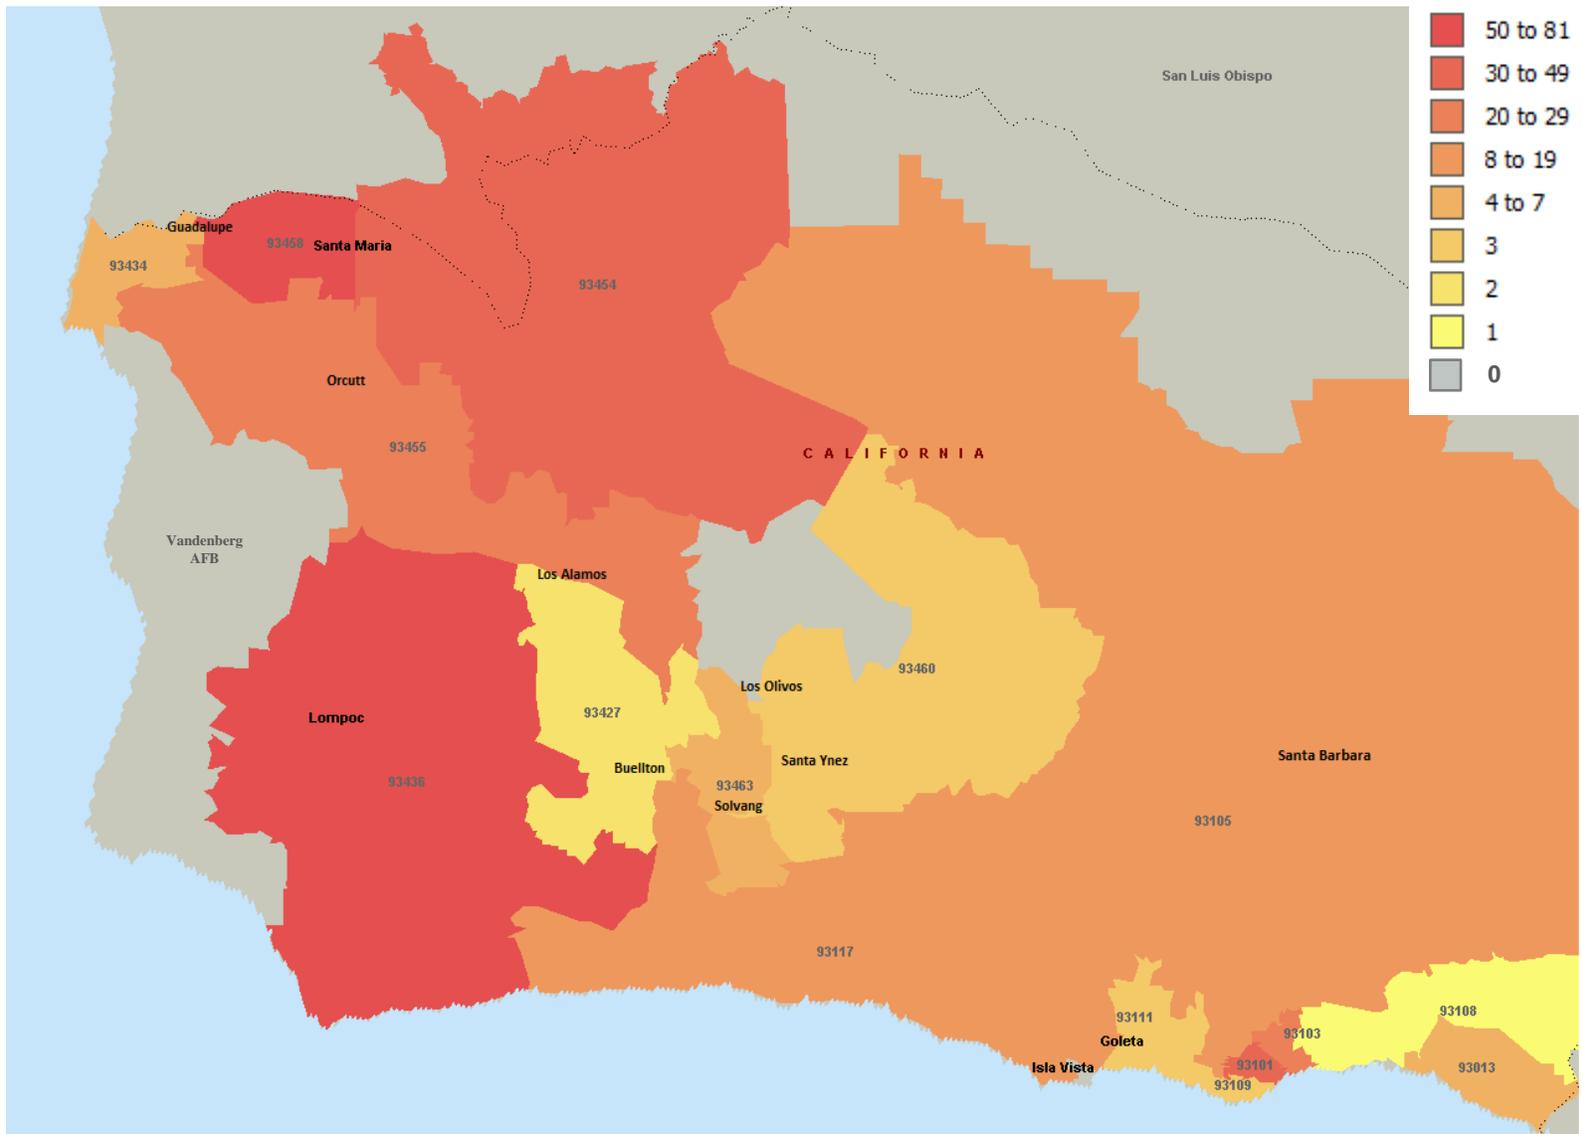 50 to 81
30 to 49
20 to 29
8 to 19
4 to 7
3
2
1
0
San Luis Obispo
Guadalupe
93458
Santa Maria
93434
93454
Orcutt
93455
CALIFORNIA
Vandenberg
AFB
Los Alamos
93460
Los Olivos
93427
Lompoc
Santa Barbara
Santa Ynez
Buellton
93436
93463
Solvang
93105
93117
93108
93111
93103
Goleta
93101
Isla Vista
93013
93109